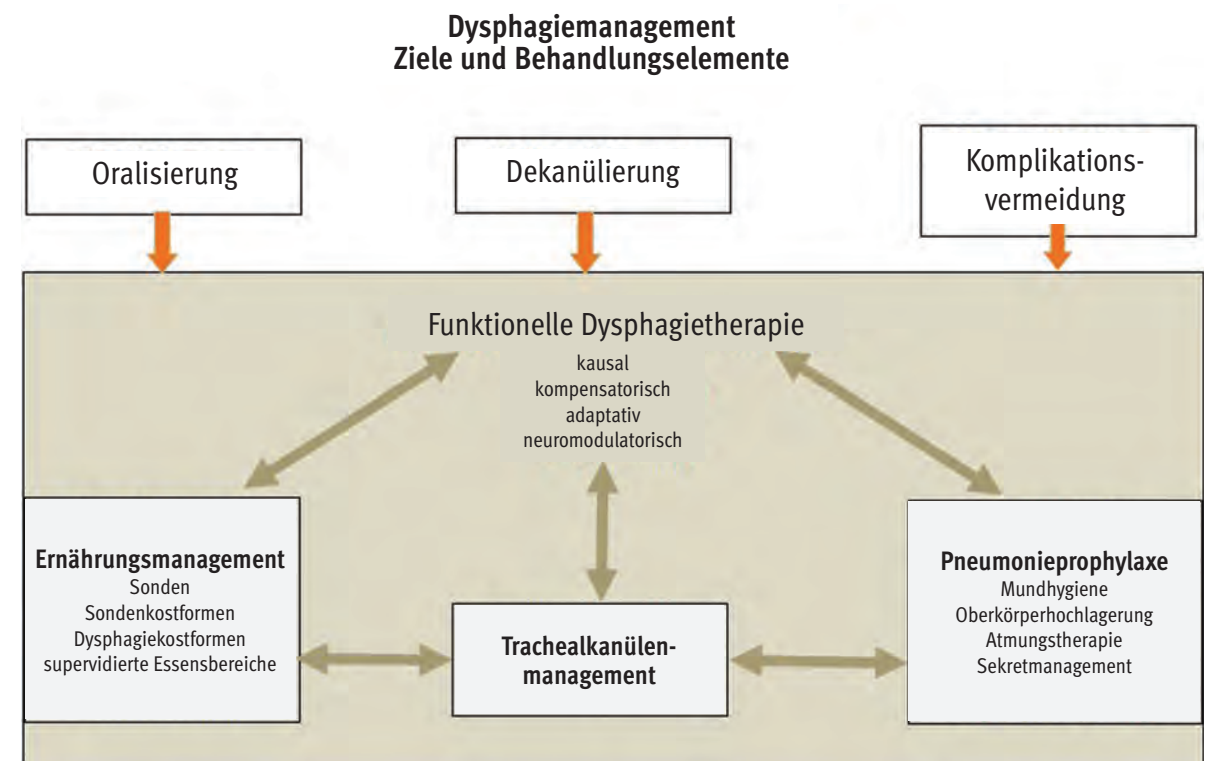 Dysphagiemanagement
Ziele und Behandlungselemente
Oralisierung
Dekanülierung
Komplikations-
vermeidung
Funktionelle Dysphagietherapie
kausal
kompensatorisch
adaptativ
neuromodulatorisch
Ernährungsmanagement
Sonden
Sondenkostformen
Dysphagiekostformen
supervidierte Essensbereiche
Trachealkanülen-
management
Pneumonieprophylaxe
Mundhygiene
Oberkörperhochlagerung
Atmungstherapie
Sekretmanagement